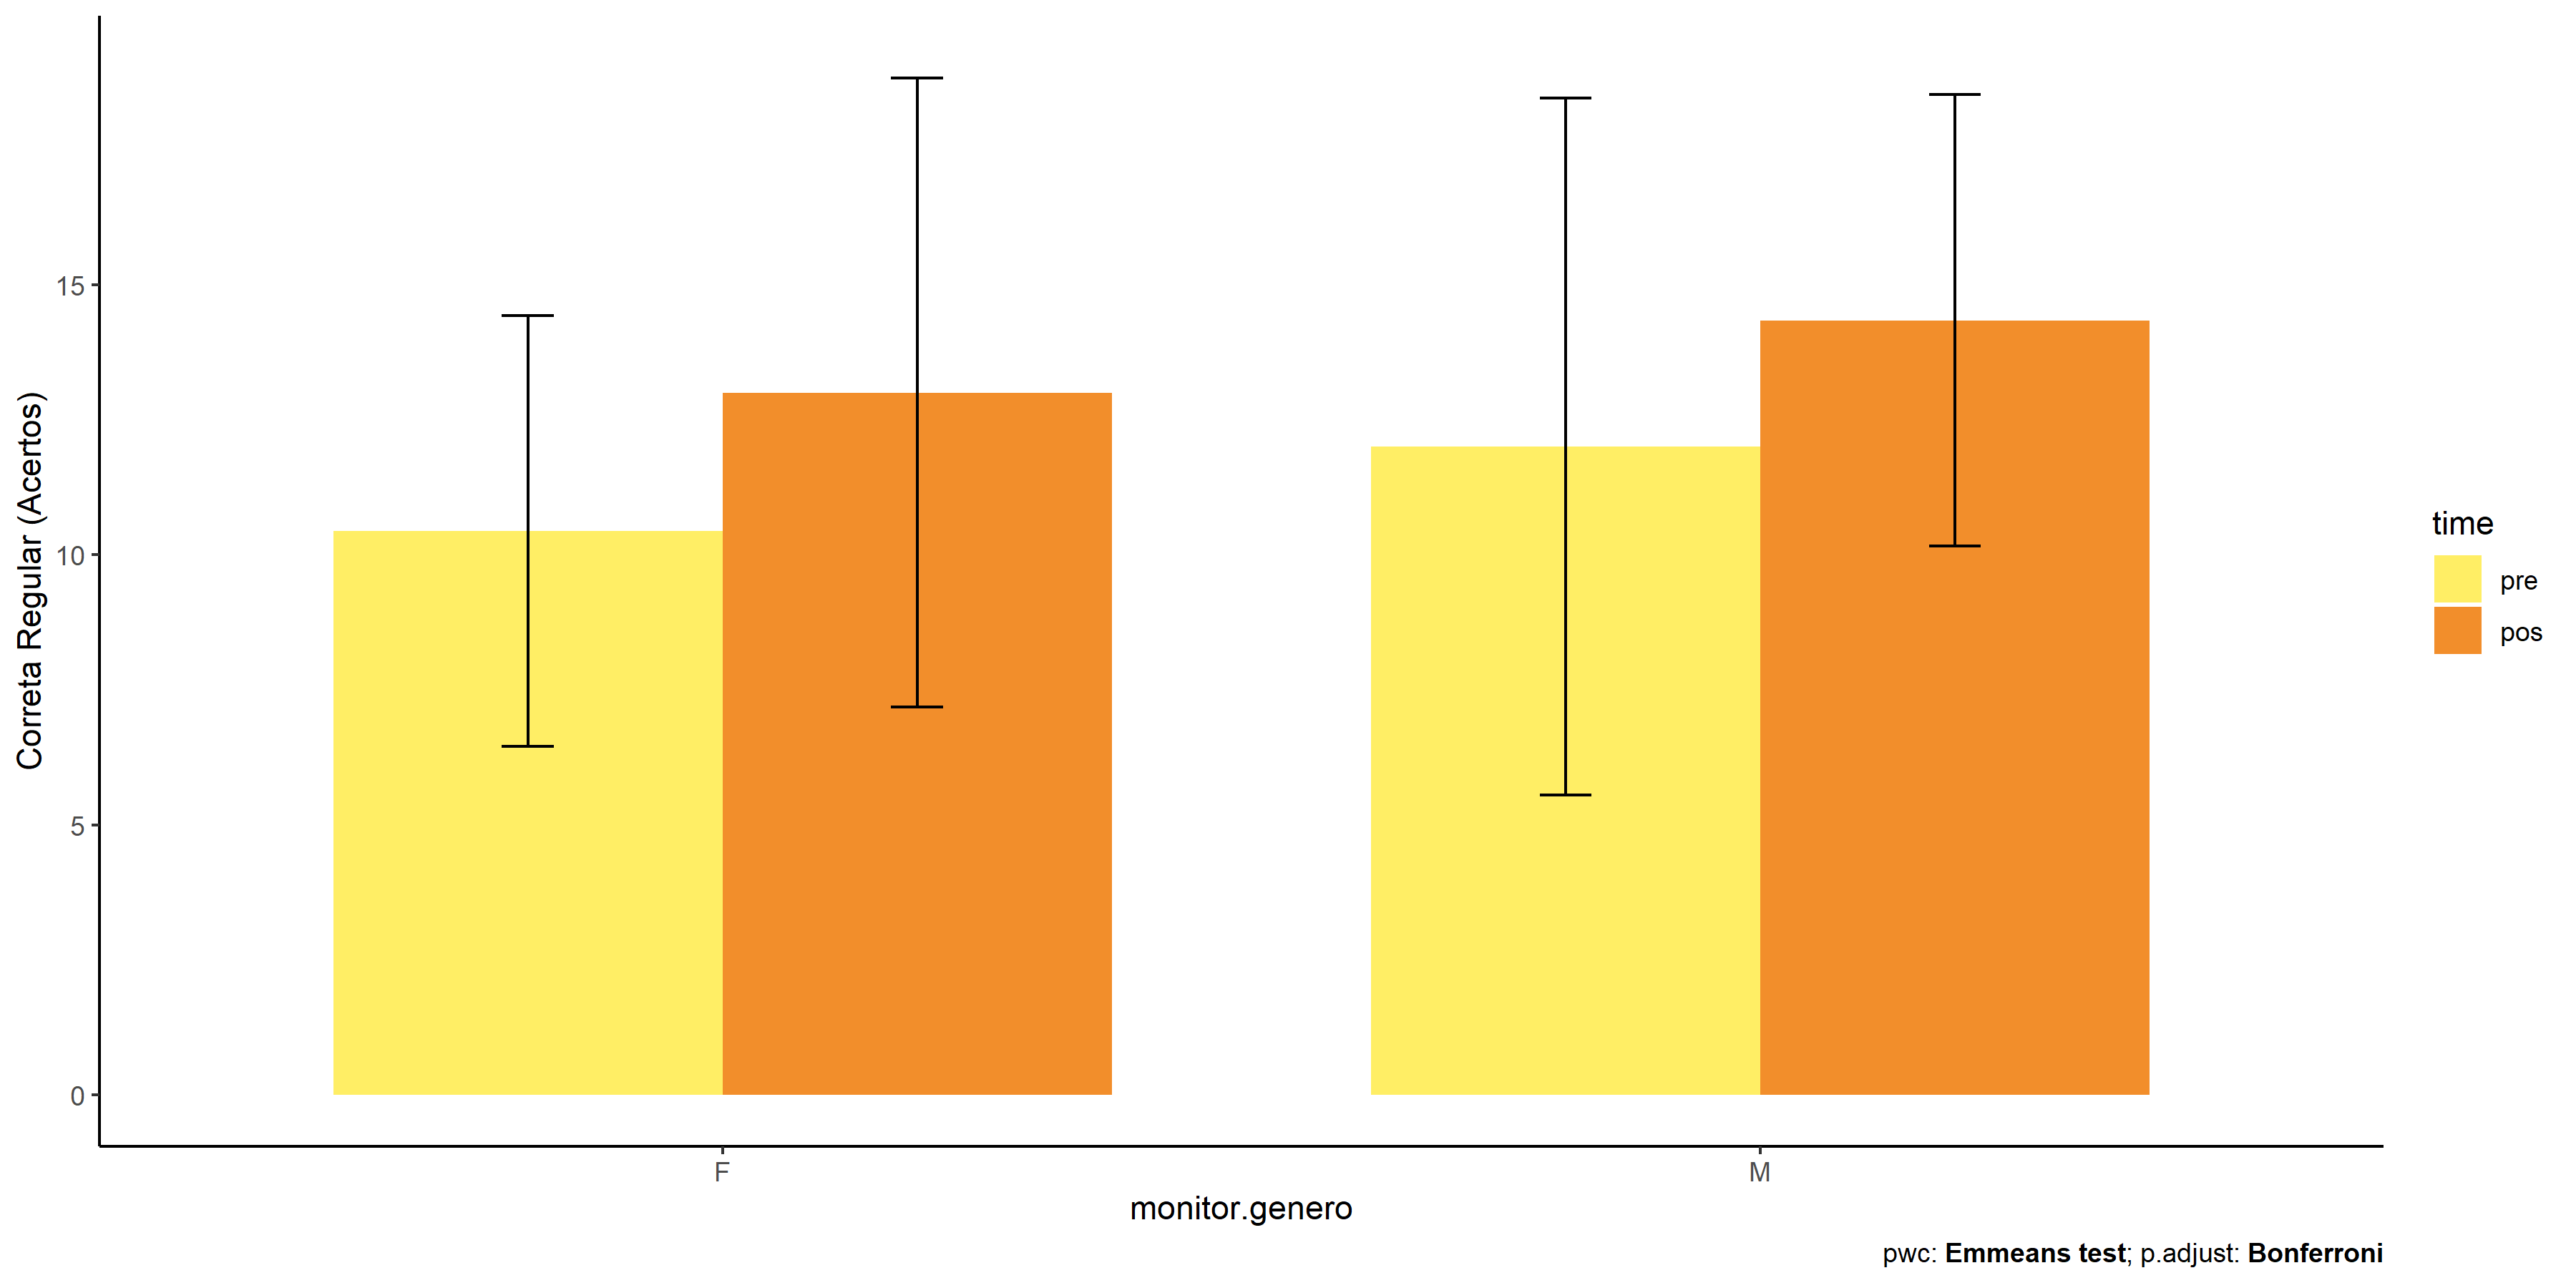 Correta Regular (Acertos)
15
10
5
0
F
M
monitor.genero
time
pre
pos
pwc: Emmeans test; p.adjust: Bonferroni